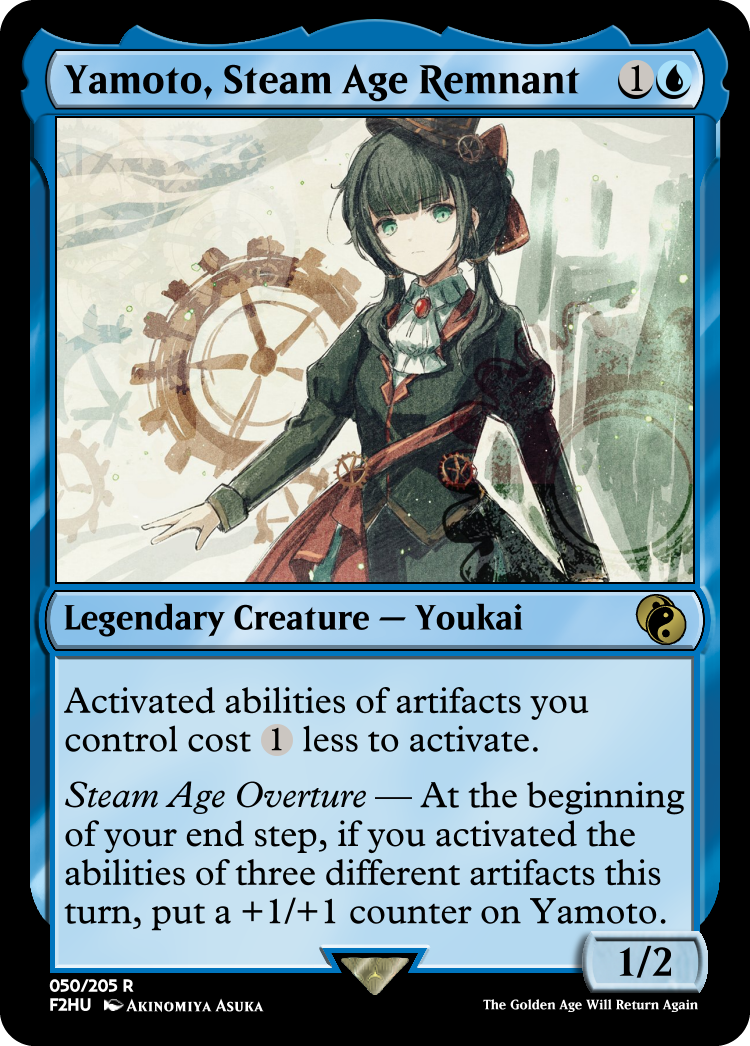 Yamoto, Steam Age Remnant 1
Legendary Creature — Youkai
Activated abilities of artifacts you
control cost 1 less to activate.
Steam Age Overture — At the beginning
of your end step, if you activated the
abilities of three different artifacts this
turn, put a +1/+1 counter on Yamoto.
1/2
050/205 R
F2HU Akinomiya Asuka
The Golden Age Will Return Again